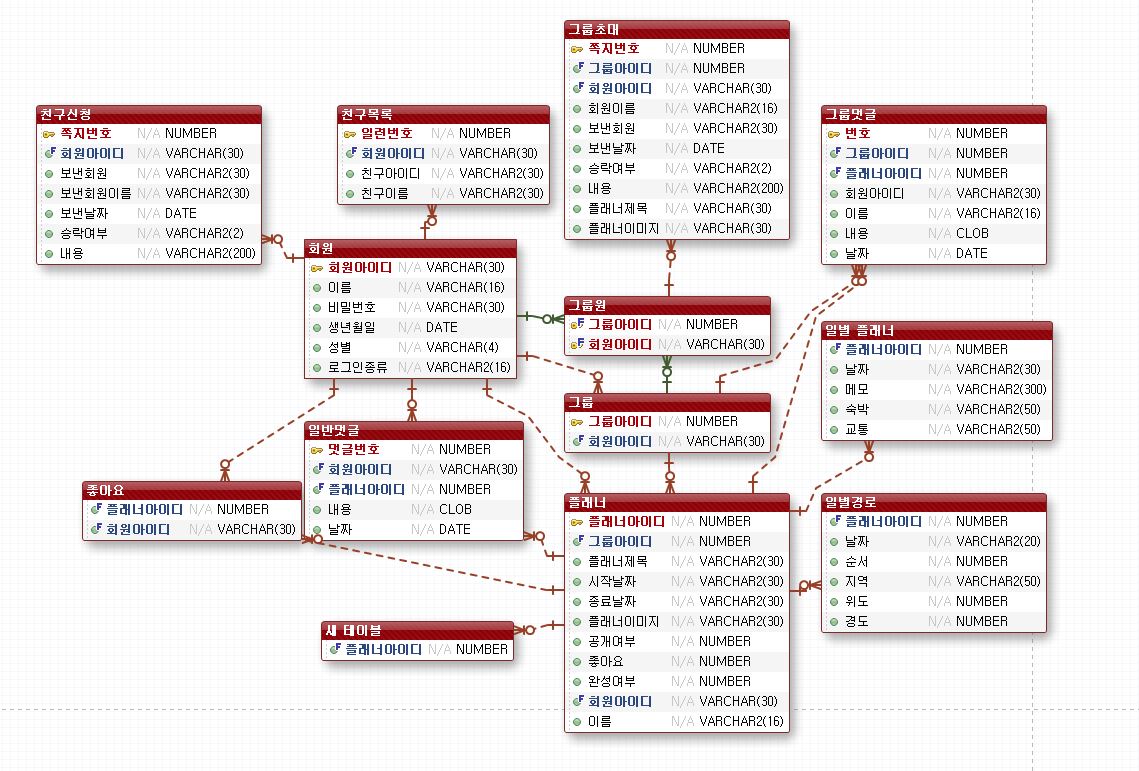 그룹초대
쪽지번호 N/A NUMBER
그룹아이디 N/A NUMBER
회원아이디 N/A VARCHAR(30)
회원이름 N/A VARCHAR2(16)
보낸회원 N/A VARCHAR2(30)
보낸날짜 N/A DATE
승락여부 N/A VARCHAR2(2)
내용 N/A VARCHAR2(200)
플래너제목 N/A VARCHAR(30)
플래너이미지 N/A VARCHAR(30)
친구신청
쪽지번호 N/A NUMBER
회원아이디 N/A VARCHAR(30)
보낸회원 N/A VARCHAR2(30)
보낸회원이름 N/A VARCHAR2(30)
보낸날짜 N/A DATE
승락여부 N/A VARCHAR2(2)
내용 N/A VARCHAR2(200)
친구목록
일련번호 N/A NUMBER
회원아이디 N/A VARCHAR(30)
친구아이디 N/A VARCHAR2(30)
친구이름 N/A VARCHAR2(30)
그룹댓글
번호 N/A NUMBER
그룹아이디 N/A NUMBER
플래너아이디 N/A NUMBER
회원아이디 N/A VARCHAR2(30)
이름 N/A VARCHAR2(16)
내용 N/A CLOB
날짜 N/A DATE
회원
회원아이디 N/A VARCHAR(30)
이름 N/A VARCHAR(16)
비밀번호 N/A VARCHAR(30)
생년월일 N/A DATE
성별 N/A VARCHAR(4)
로그인종류 N/A VARCHAR2(16)
그룹원
그룹아이디 N/A NUMBER
회원아이디 N/A VARCHAR(30)
일별 플래너
플래너아이디 N/A NUMBER
날짜 N/A VARCHAR2(30)
메모 N/A VARCHAR2(300)
숙박 N/A VARCHAR2(50)
교통 N/A VARCHAR2(50)
그룹
그룹아이디 N/A NUMBER
회원아이디 N/A VARCHAR(30)
일반댓글
댓글번호 N/A NUMBER
회원아이디 N/A VARCHAR(30)
플래너아이디 N/A NUMBER
내용 N/A CLOB
날짜 N/A DATE
좋아요
플래너아이디 N/A NUMBER
회원아이디 N/A VARCHAR(30)
플래너
플래너아이디 N/A NUMBER
그룹아이디 N/A NUMBER
플래너제목 N/A VARCHAR2(30)
시작날짜 N/A VARCHAR2(30)
종료날짜 N/A VARCHAR2(30)
플래너이미지 N/A VARCHAR2(30)
공개여부 N/A NUMBER
좋아요 N/A NUMBER
완성여부 N/A NUMBER
회원아이디 N/A VARCHAR(30)
이름 N/A VARCHAR2(16)
일별경로
플래너아이디 N/A NUMBER
날짜 N/A VARCHAR2(20)
순서 N/A NUMBER
지역 N/A VARCHAR2(50)
위도 N/A NUMBER
경도 N/A NUMBER
새 테이블
플래너아이디 N/A NUMBER